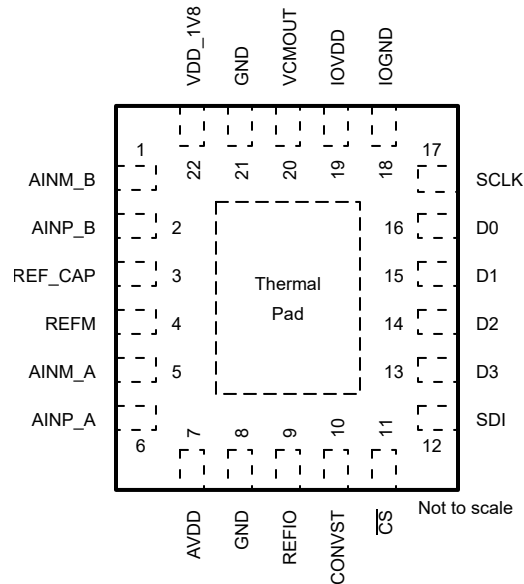 VDD_1V8
GND
VCMOUT
IOVDD
IOGND
22
21
20
19
18
AINM_B
1
17
SCLK
AINP_B
2
16
D0
REF_CAP
3
15
D1
REFM
4
14
D2
AINM_A
5
13
D3
AINP_A
6
12
SDI
Thermal
Pad
7
8
9
10
11
AVDD
GND
REFIO
CONVST
C̅S̅
Not to scale